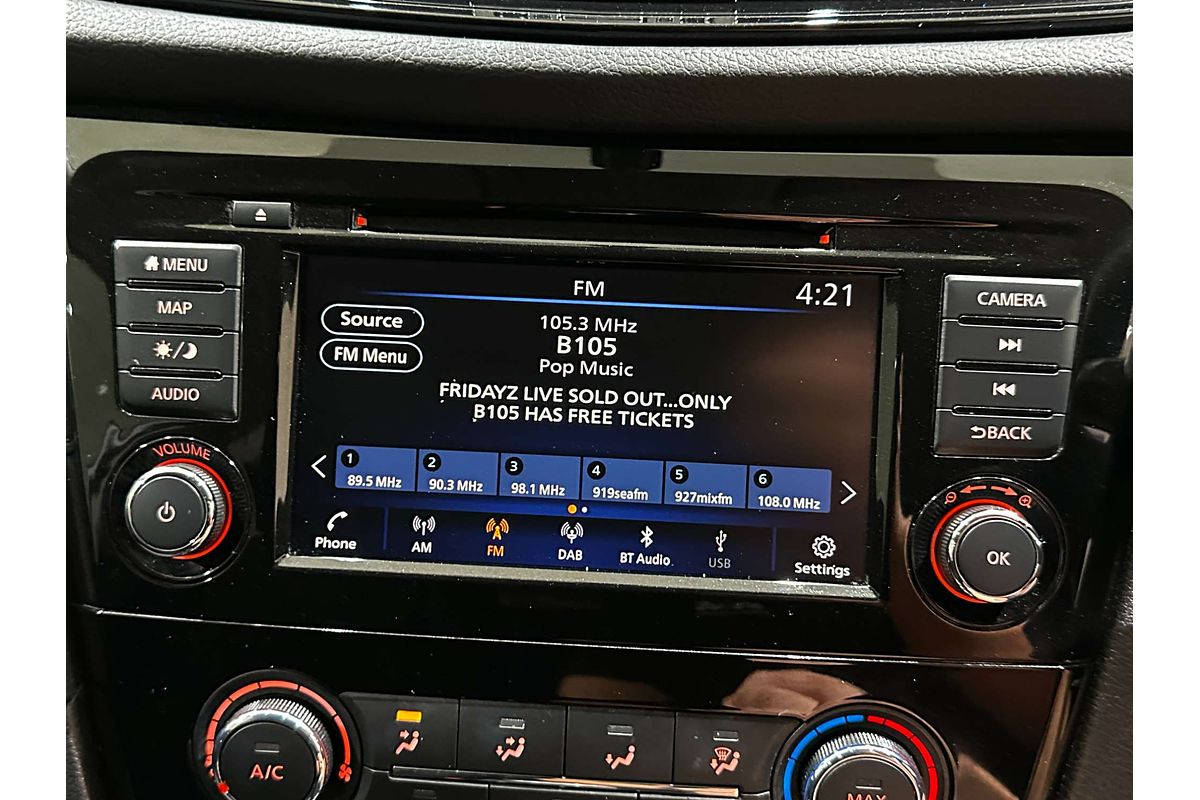 MENU
MAP
AUDIO
VOLUME
FM
4:21
Source
FM Menu
105.3 MHz
B105
Pop Music
FRIDAYZ LIVE SOLD OUT...ONLY
B105 HAS FREE TICKETS
1 89.5 MHz
2 90.3 MHz
3 98.1 MHz
4 919seafm
5 927mixfm
6 108.0 MHz
Phone
AM
FM
DAB
BT Audio
USB
Settings
CAMERA
BACK
OK
A/C
MAX